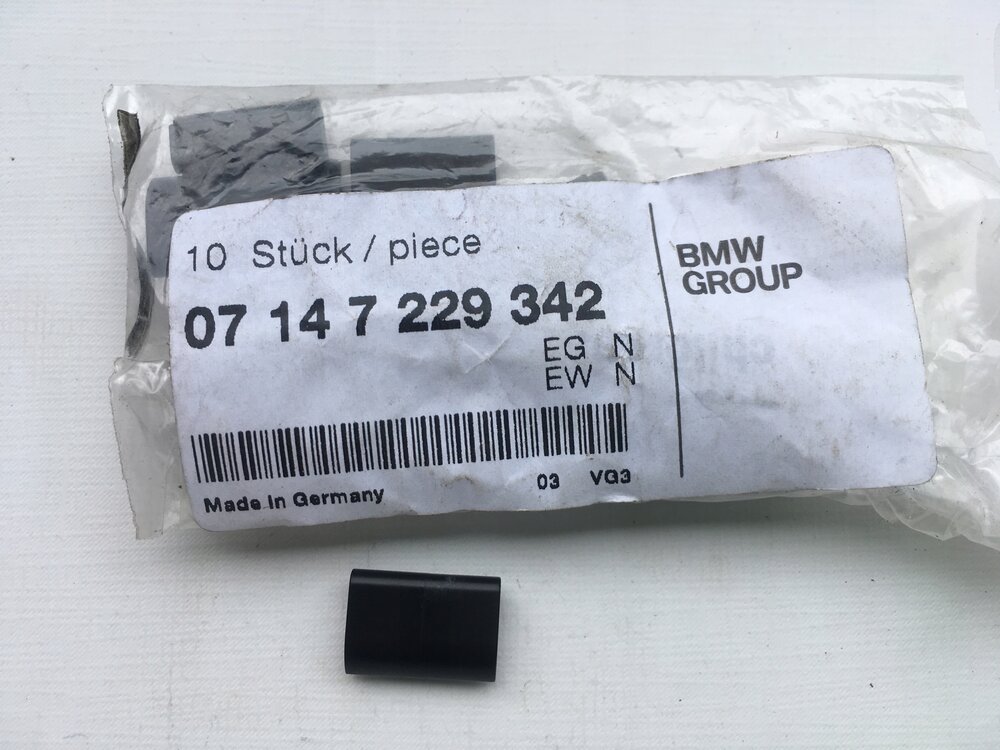 10 Stück / piece
07 14 7 229 342
EG N
EW N
Made In Germany
03 VG3
BMW
GROUP